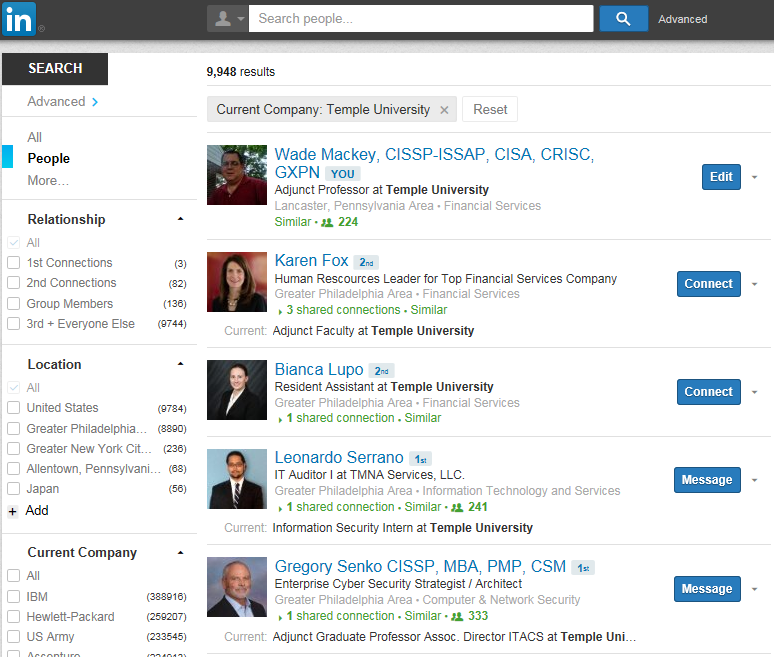 in
Search people...
Advanced
SEARCH
Advanced
All
People
More...
Relationship
All
1st Connections (3)
2nd Connections (82)
Group Members (136)
3rd + Everyone Else (9744)
Location
All
United States (9784)
Greater Philadelphia... (8890)
Greater New York Cit... (236)
Allentown, Pennsylvani... (68)
Japan (56)
+ Add
Current Company
All
IBM (388916)
Hewlett-Packard (259207)
US Army (233545)
9,948 results
Current Company: Temple University ×
Reset
Wade Mackey, CISSP-ISSAP, CISA, CRISC,
GXPN YOU
Adjunct Professor at Temple University
Lancaster, Pennsylvania Area • Financial Services
Similar • 224
Edit
Karen Fox 2nd
Human Rescources Leader for Top Financial Services Company
Greater Philadelphia Area • Financial Services
3 shared connections • Similar
Current: Adjunct Faculty at Temple University
Connect
Bianca Lupo 2nd
Resident Assistant at Temple University
Greater Philadelphia Area • Financial Services
1 shared connection • Similar
Connect
Leonardo Serrano 1st
IT Auditor I at TMNA Services, LLC.
Greater Philadelphia Area • Information Technology and Services
1 shared connection • Similar • 241
Current: Information Security Intern at Temple University
Message
Gregory Senko CISSP, MBA, PMP, CSM 1st
Enterprise Cyber Security Strategist / Architect
Greater Philadelphia Area • Computer & Network Security
1 shared connection • Similar • 333
Current: Adjunct Graduate Professor Assoc. Director ITACS at Temple Uni...
Message